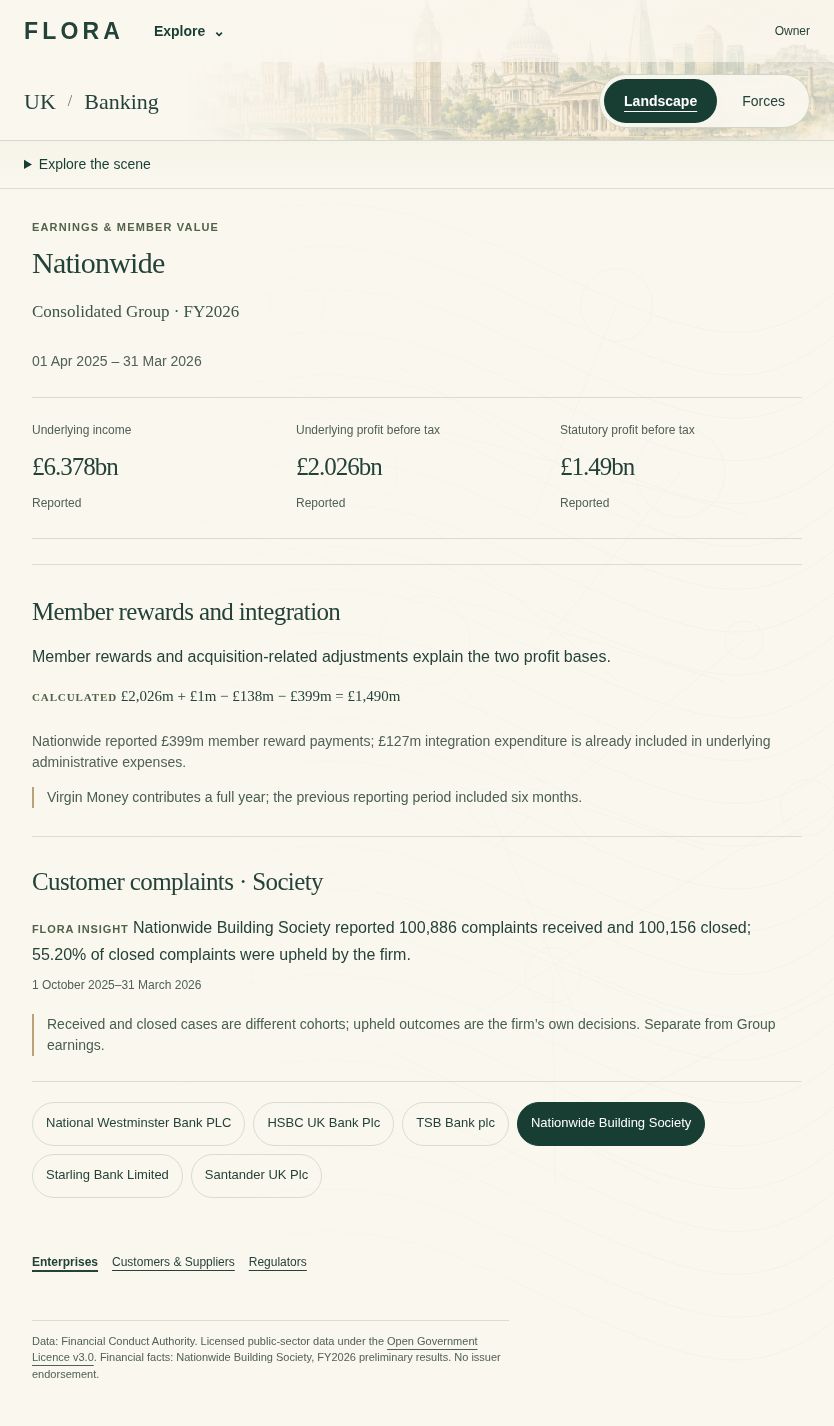 FLORA
Explore
Owner
UK / Banking
Landscape
Forces
Explore the scene
EARNINGS & MEMBER VALUE
Nationwide
Consolidated Group · FY2026
01 Apr 2025 – 31 Mar 2026
Underlying income
Underlying profit before tax
Statutory profit before tax
£6.378bn
£2.026bn
£1.49bn
Reported
Reported
Reported
Member rewards and integration
Member rewards and acquisition-related adjustments explain the two profit bases.
CALCULATED £2,026m + £1m − £138m − £399m = £1,490m
Nationwide reported £399m member reward payments; £127m integration expenditure is already included in underlying
administrative expenses.
Virgin Money contributes a full year; the previous reporting period included six months.
Customer complaints · Society
FLORA INSIGHT Nationwide Building Society reported 100,886 complaints received and 100,156 closed;
55.20% of closed complaints were upheld by the firm.
1 October 2025–31 March 2026
Received and closed cases are different cohorts; upheld outcomes are the firm’s own decisions. Separate from Group
earnings.
National Westminster Bank PLC
HSBC UK Bank Plc
TSB Bank plc
Nationwide Building Society
Starling Bank Limited
Santander UK Plc
Enterprises
Customers & Suppliers
Regulators
Data: Financial Conduct Authority. Licensed public-sector data under the Open Government
Licence v3.0. Financial facts: Nationwide Building Society, FY2026 preliminary results. No issuer
endorsement.